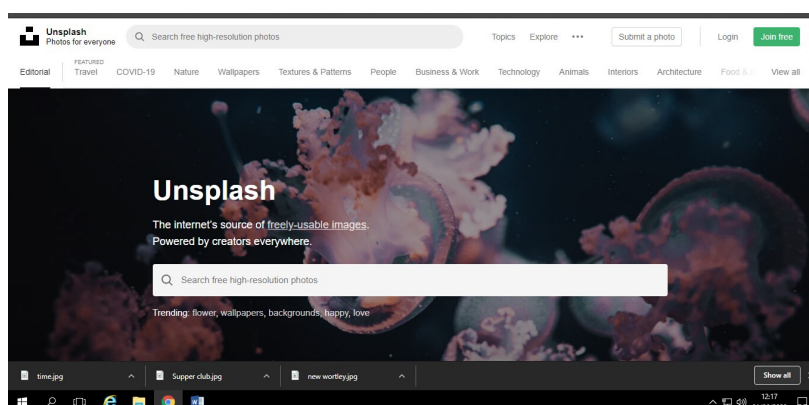 Unsplash
Photos for everyone
Search free high-resolution photos
Topics Explore ••• Submit a photo Login Join free
FEATURED
Editorial Travel COVID-19 Nature Wallpapers Textures & Patterns People Business & Work Technology Animals Interiors Architecture Food & View all
Unsplash
The internet's source of freely-usable images.
Powered by creators everywhere.
Search free high-resolution photos
Trending: flower, wallpapers, backgrounds, happy, love
time.jpg Supper club.jpg new wortley.jpg Show all
12:17